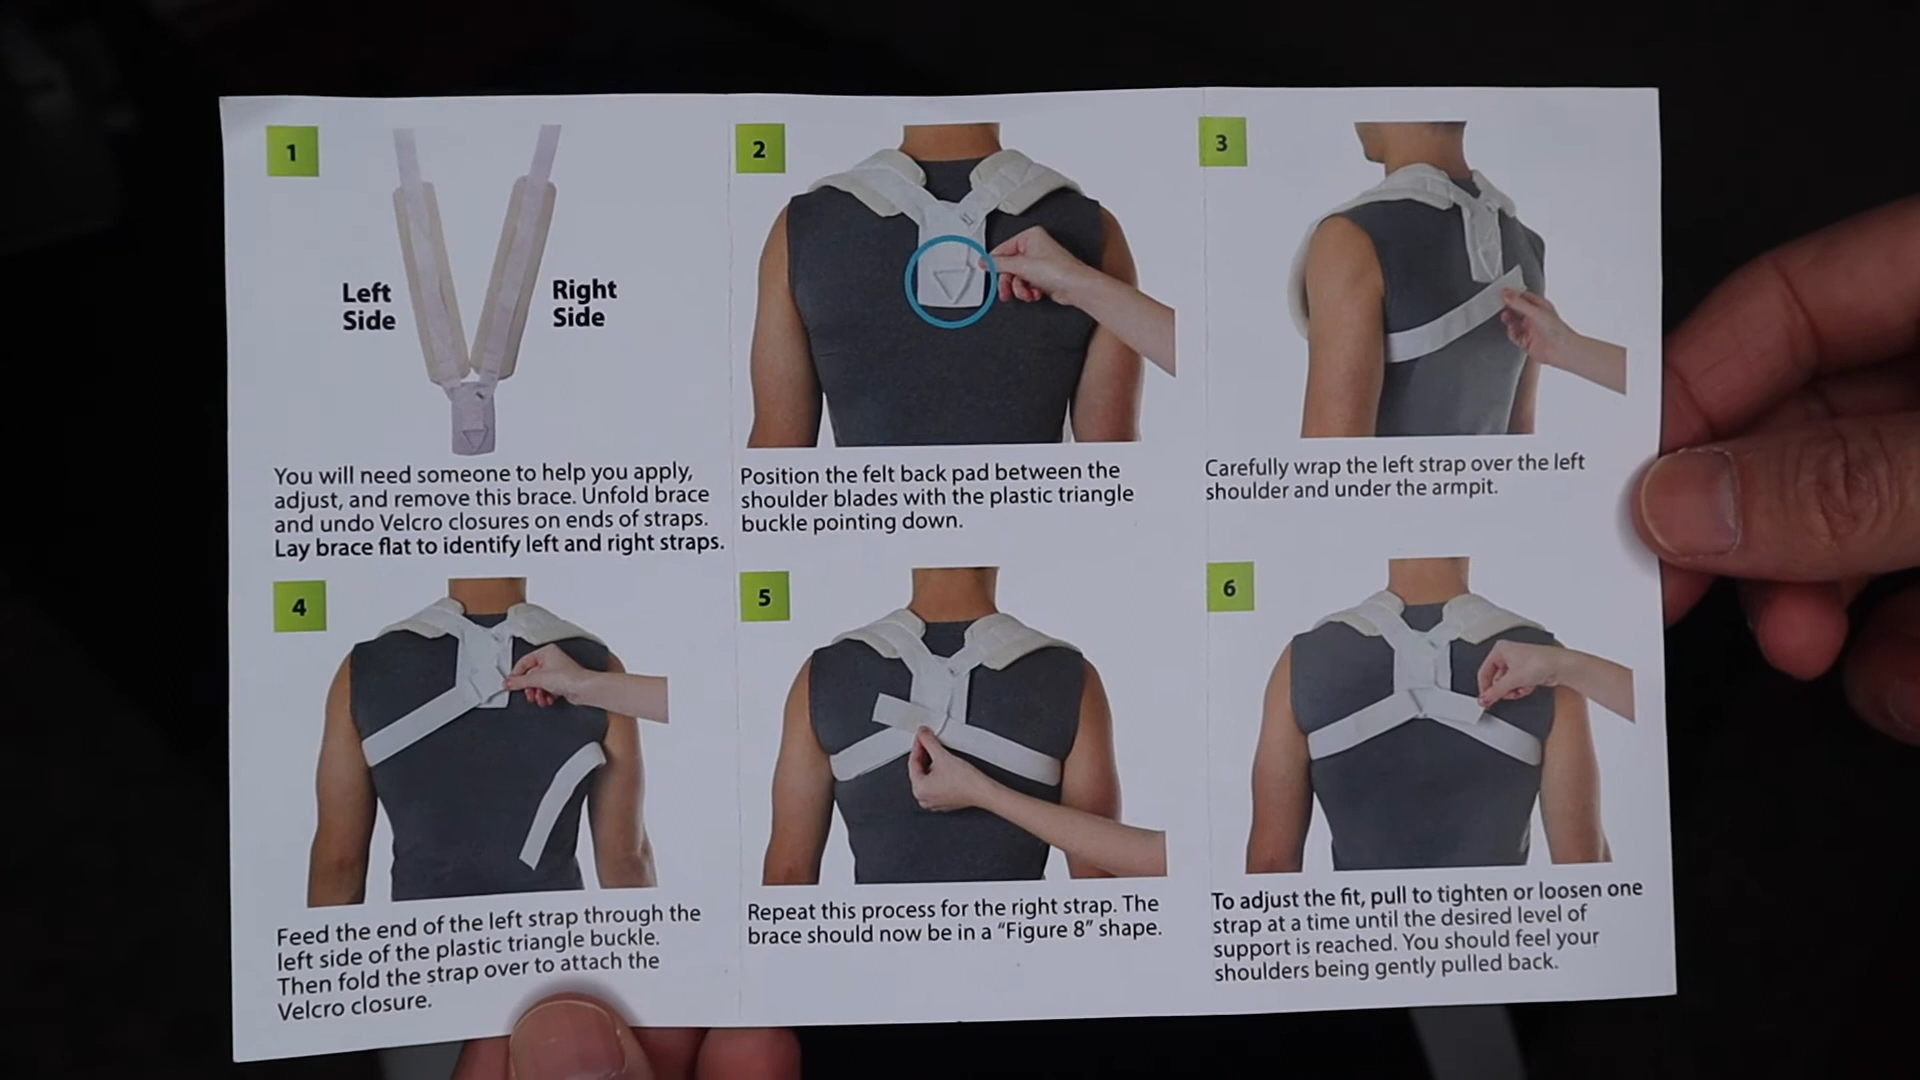 1
Left
Side
Right
Side
You will need someone to help you apply,
adjust, and remove this brace. Unfold brace
and undo Velcro closures on ends of straps.
Lay brace flat to identify left and right straps.
2
Position the felt back pad between the
shoulder blades with the plastic triangle
buckle pointing down.
3
Carefully wrap the left strap over the left
shoulder and under the armpit.
4
Feed the end of the left strap through the
left side of the plastic triangle buckle.
Then fold the strap over to attach the
Velcro closure.
5
Repeat this process for the right strap. The
brace should now be in a “Figure 8” shape.
6
To adjust the fit, pull to tighten or loosen one
strap at a time until the desired level of
support is reached. You should feel your
shoulders being gently pulled back.